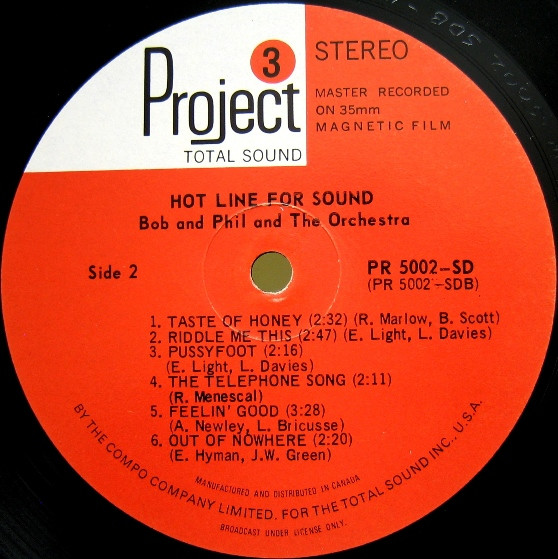 3
Project
TOTAL SOUND
STEREO
MASTER RECORDED
ON 35mm
MAGNETIC FILM
HOT LINE FOR SOUND
Bob and Phil and The Orchestra
Side 2
PR 5002-SD
(PR 5002-SDB)
1. TASTE OF HONEY (2:32) (R. Marlow, B. Scott)
2. RIDDLE ME THIS (2:47) (E. Light, L. Davies)
3. PUSSYFOOT (2:16)
(E. Light, L. Davies)
4. THE TELEPHONE SONG (2:11)
(R. Menescal)
5. FEELIN' GOOD (3:28)
(A. Newley, L. Bricusse)
6. OUT OF NOWHERE (2:20)
(E. Hyman, J.W. Green)
MANUFACTURED AND DISTRIBUTED IN CANADA
BY THE COMPO COMPANY LIMITED. FOR THE TOTAL SOUND INC., U.S.A.
BROADCAST UNDER LICENSE ONLY.